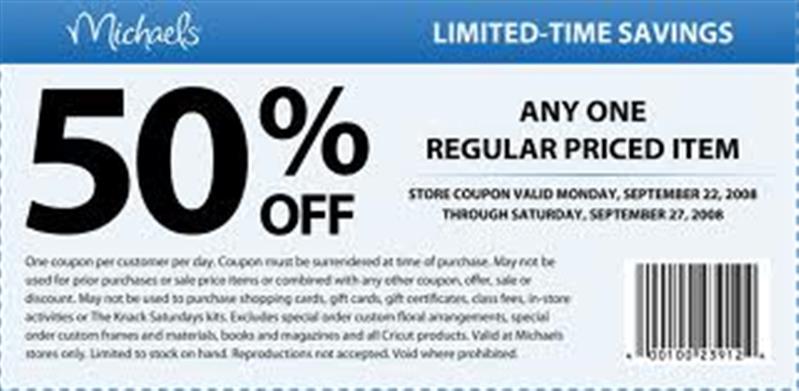 Michaels
LIMITED-TIME SAVINGS
50% OFF
ANY ONE
REGULAR PRICED ITEM
STORE COUPON VALID MONDAY, SEPTEMBER 22, 2008
THROUGH SATURDAY, SEPTEMBER 27, 2008
One coupon per customer per day. Coupon must be surrendered at time of purchase. May not be
used for prior purchases or sale price items or combined with any other coupon, offer, sale or
discount. May not be used to purchase shopping cards, gift cards, gift certificates, class fees, in-store
activities or The Knack Saturdays kits. Excludes special order custom floral arrangements, special
order custom frames and materials, books and magazines and all Cricut products. Valid at Michaels
stores only. Limited to stock on hand. Reproductions not accepted. Void where prohibited.
00100 23912